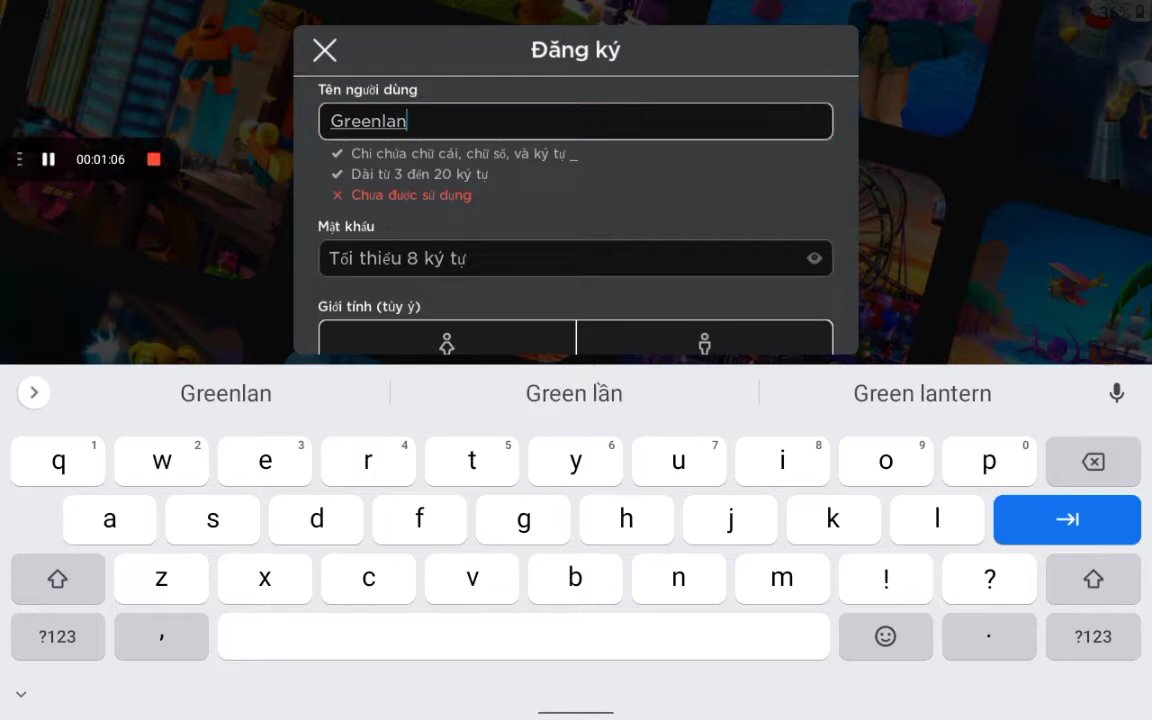 36%
Đăng ký
Tên người dùng
Greenlan
Chỉ chứa chữ cái, chữ số, và ký tự _
00:01:06
Dài từ 3 đến 20 ký tự
Chưa được sử dụng
Mật khẩu
Tối thiểu 8 ký tự
Giới tính (tùy ý)
Greenlan Green lần Green lantern
q 1 w 2 e 3 r 4 t 5 y 6 u 7 i 8 o 9 p 0
a s d f g h j k l
z x c v b n m ! ?
?123 , . ?123